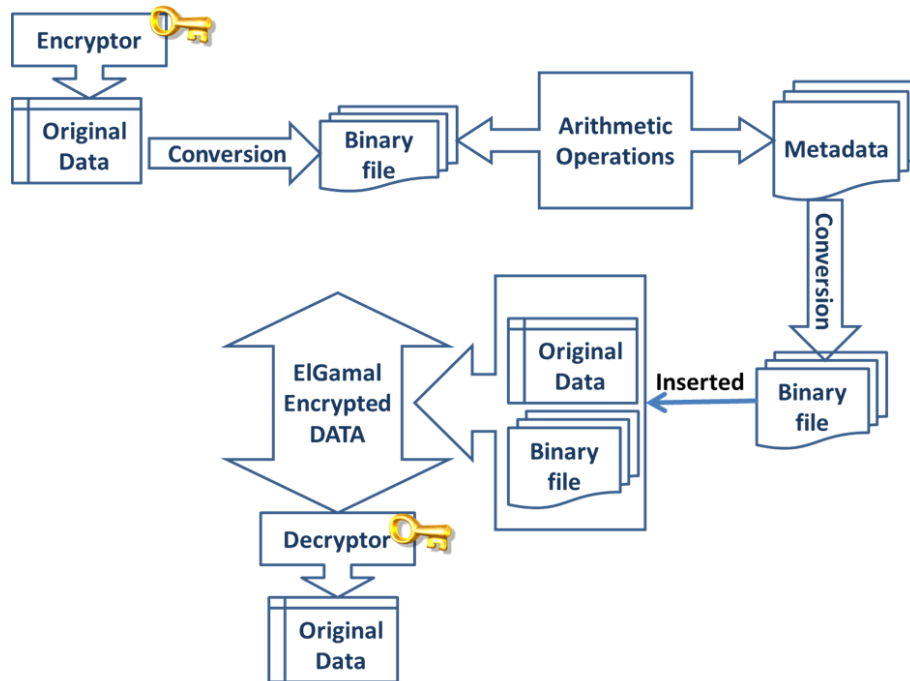 Encryptor
Original
Data
Conversion
Binary
file
Arithmetic
Operations
Metadata
Conversion
ElGamal
Encrypted
DATA
Original
Data
Binary
file
Inserted
Binary
file
Decryptor
Original
Data